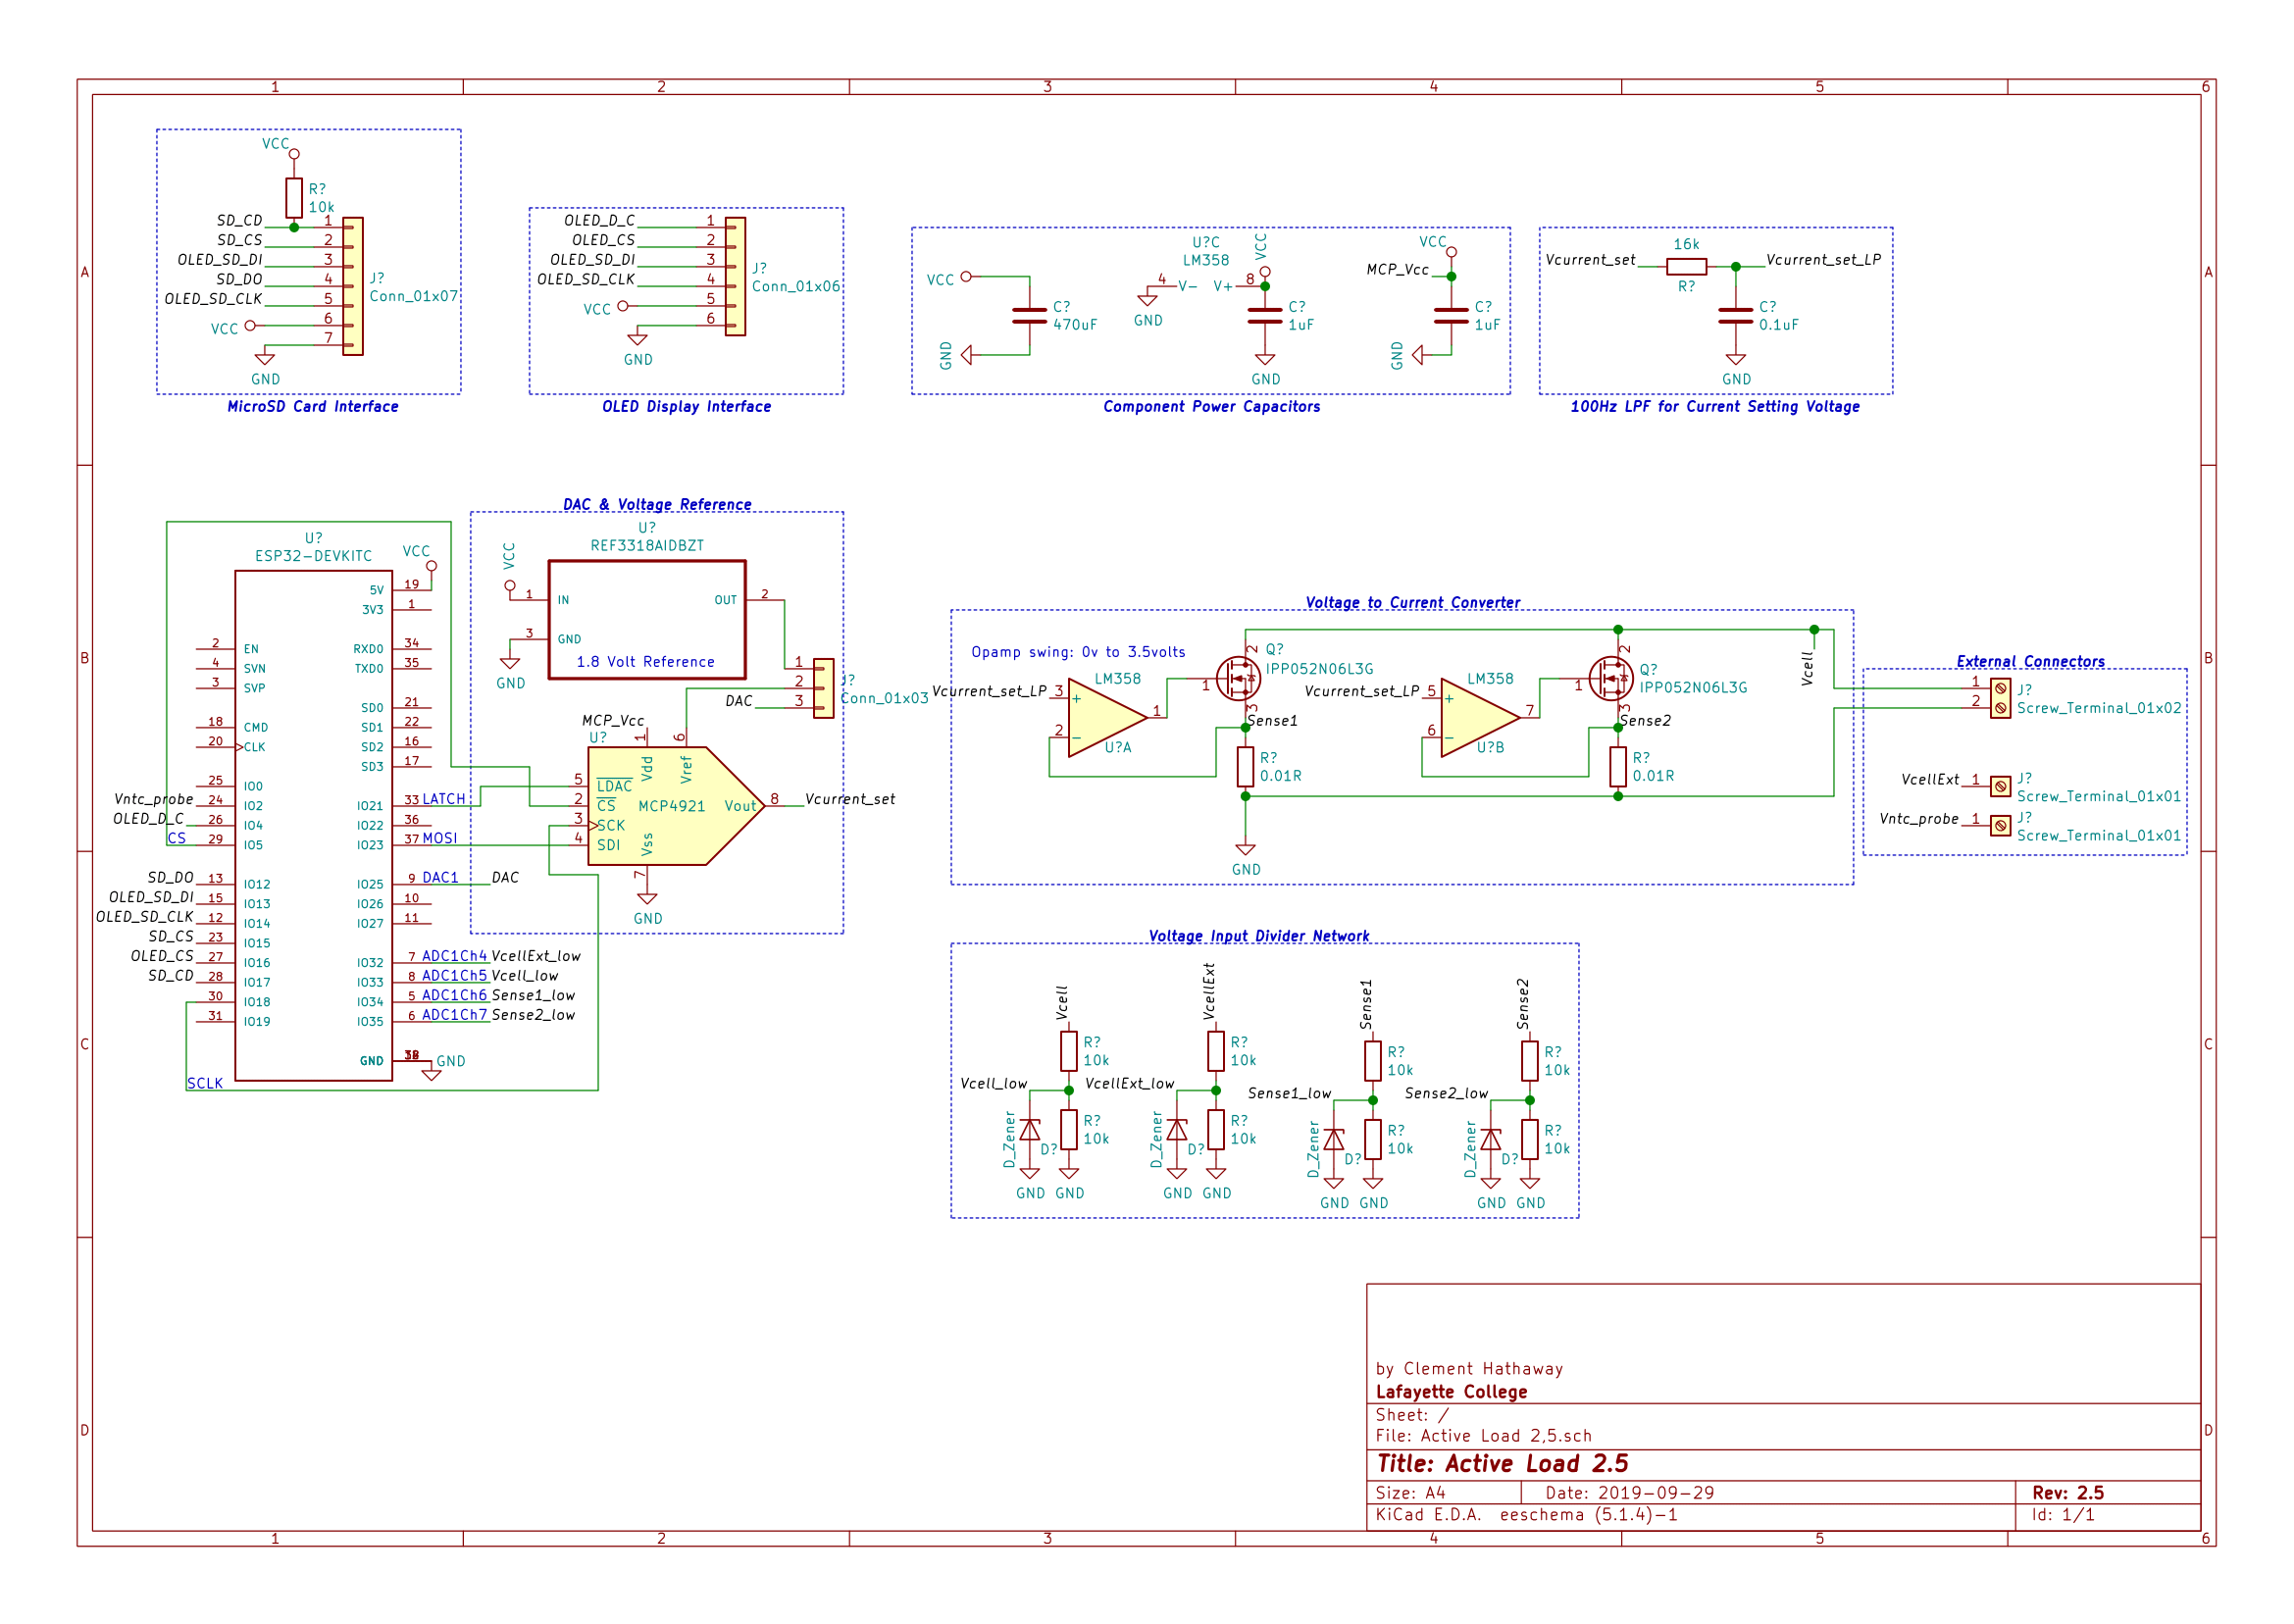 1 2 3 4 5 6
A
B
C
D
VCC
R?
10k
SD_CD 1
SD_CS 2
OLED_SD_DI 3
SD_DO 4
OLED_SD_CLK 5
VCC 6
7
GND
J?
Conn_01x07
MicroSD Card Interface
OLED_D_C 1
OLED_CS 2
OLED_SD_DI 3
OLED_SD_CLK 4
VCC 5
6
GND
J?
Conn_01x06
OLED Display Interface
VCC
C?
470uF
GND
U?C
LM358
VCC
4 V- V+ 8
GND
C?
1uF
GND
VCC
MCP_Vcc
C?
1uF
GND
Component Power Capacitors
16k
Vcurrent_set Vcurrent_set_LP
R?
C?
0.1uF
GND
100Hz LPF for Current Setting Voltage
U?
ESP32-DEVKITC
VCC
5V 19
3V3 1
2 EN RXD0 34
4 SVN TXD0 35
3 SVP
SD0 21
18 CMD SD1 22
20 CLK SD2 16
SD3 17
25 IO0
Vntc_probe 24 IO2 IO21 33 LATCH
OLED_D_C 26 IO4 IO22 36
CS 29 IO5 IO23 37 MOSI
SD_DO 13 IO12 IO25 9 DAC1 DAC
OLED_SD_DI 15 IO13 IO26 10
OLED_SD_CLK 12 IO14 IO27 11
SD_CS 23 IO15
OLED_CS 27 IO16 IO32 7 ADC1Ch4 VcellExt_low
SD_CD 28 IO17 IO33 8 ADC1Ch5 Vcell_low
30 IO18 IO34 5 ADC1Ch6 Sense1_low
31 IO19 IO35 6 ADC1Ch7 Sense2_low
GND GND
SCLK
DAC & Voltage Reference
U?
REF3318AIDBZT
VCC
1 IN OUT 2
3 GND
1.8 Volt Reference
GND
1
2
DAC 3
J?
Conn_01x03
MCP_Vcc
U?
1 6
Vdd Vref
5 LDAC
2 CS MCP4921 Vout 8 Vcurrent_set
3 SCK
4 SDI
Vss
7
GND
Voltage to Current Converter
Opamp swing: 0v to 3.5volts
Vcurrent_set_LP 3 +
2 -
LM358
1
U?A
2
Q?
IPP052N06L3G
1
3
Sense1
R?
0.01R
GND
Vcurrent_set_LP 5 +
6 -
LM358
7
U?B
2
Q?
IPP052N06L3G
1
3
Sense2
R?
0.01R
Vcell
External Connectors
1 J?
2 Screw_Terminal_01x02
VcellExt 1 J?
Screw_Terminal_01x01
Vntc_probe 1 J?
Screw_Terminal_01x01
Voltage Input Divider Network
Vcell
R?
10k
Vcell_low
D_Zener
D?
R?
10k
GND GND
VcellExt
R?
10k
VcellExt_low
D_Zener
D?
R?
10k
GND GND
Sense1
R?
10k
Sense1_low
D_Zener
D?
R?
10k
GND GND
Sense2
R?
10k
Sense2_low
D_Zener
D?
R?
10k
GND GND
by Clement Hathaway
Lafayette College
Sheet: /
File: Active Load 2,5.sch
Title: Active Load 2.5
Size: A4 Date: 2019-09-29 Rev: 2.5
KiCad E.D.A. eeschema (5.1.4)-1 Id: 1/1
A
B
C
D
1 2 3 4 5 6